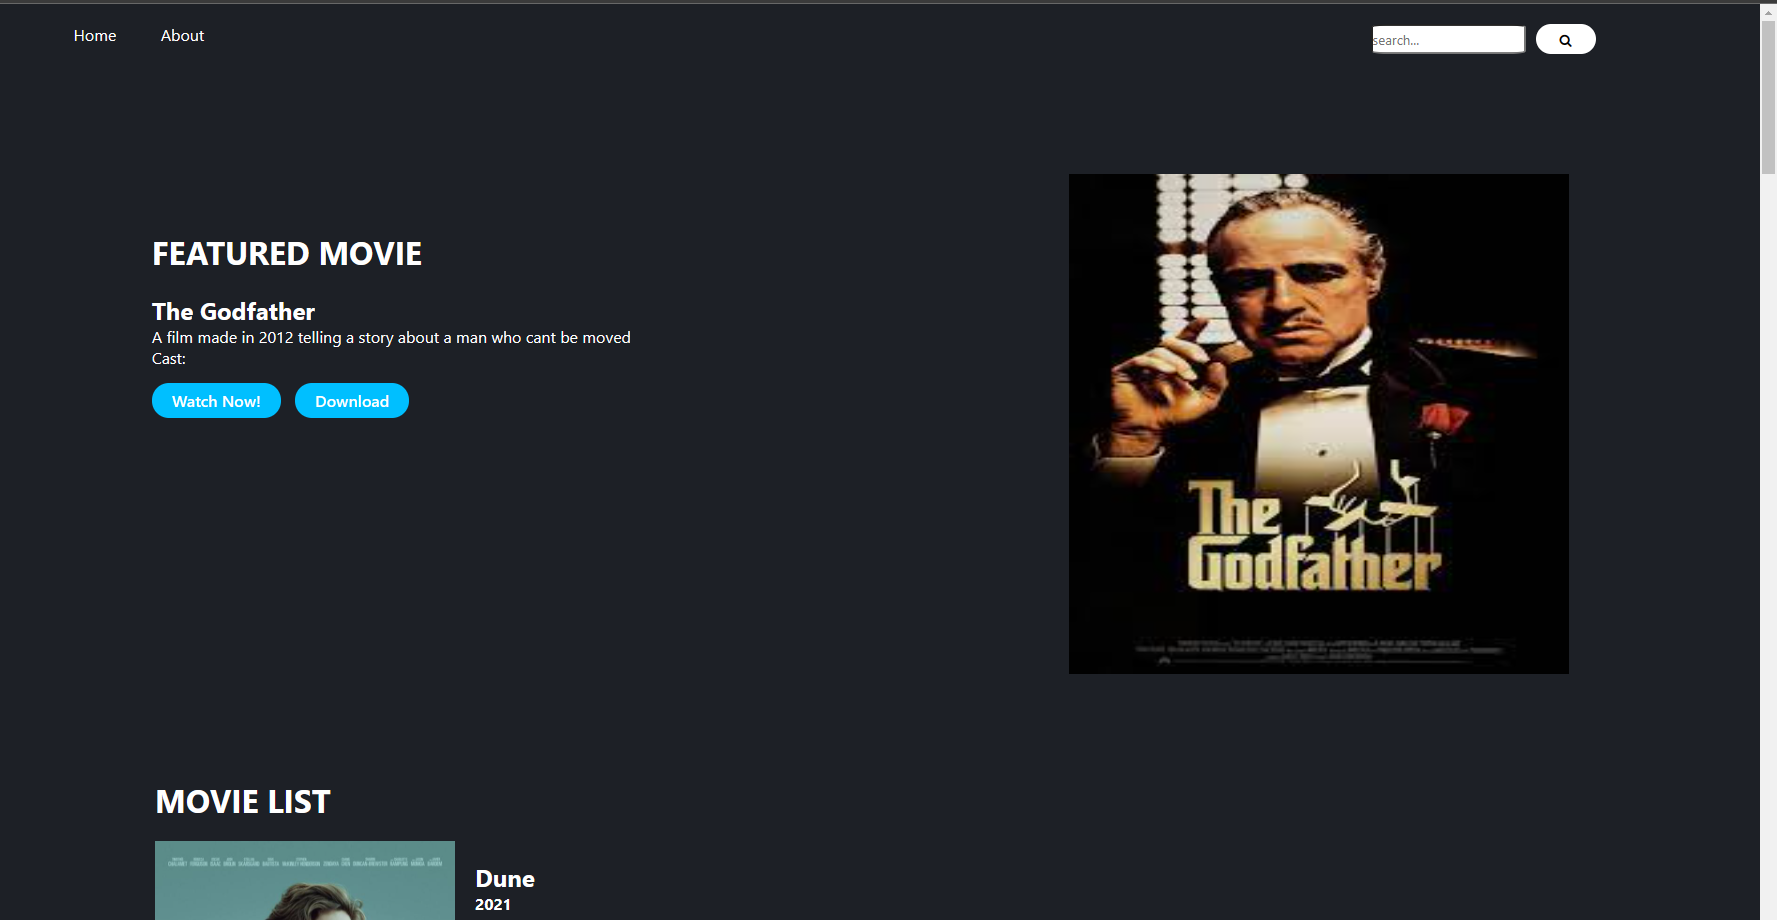 Home
About
search...
FEATURED MOVIE
The Godfather
A film made in 2012 telling a story about a man who cant be moved
Cast:
Watch Now!
Download
The
Godfather
MOVIE LIST
Dune
2021